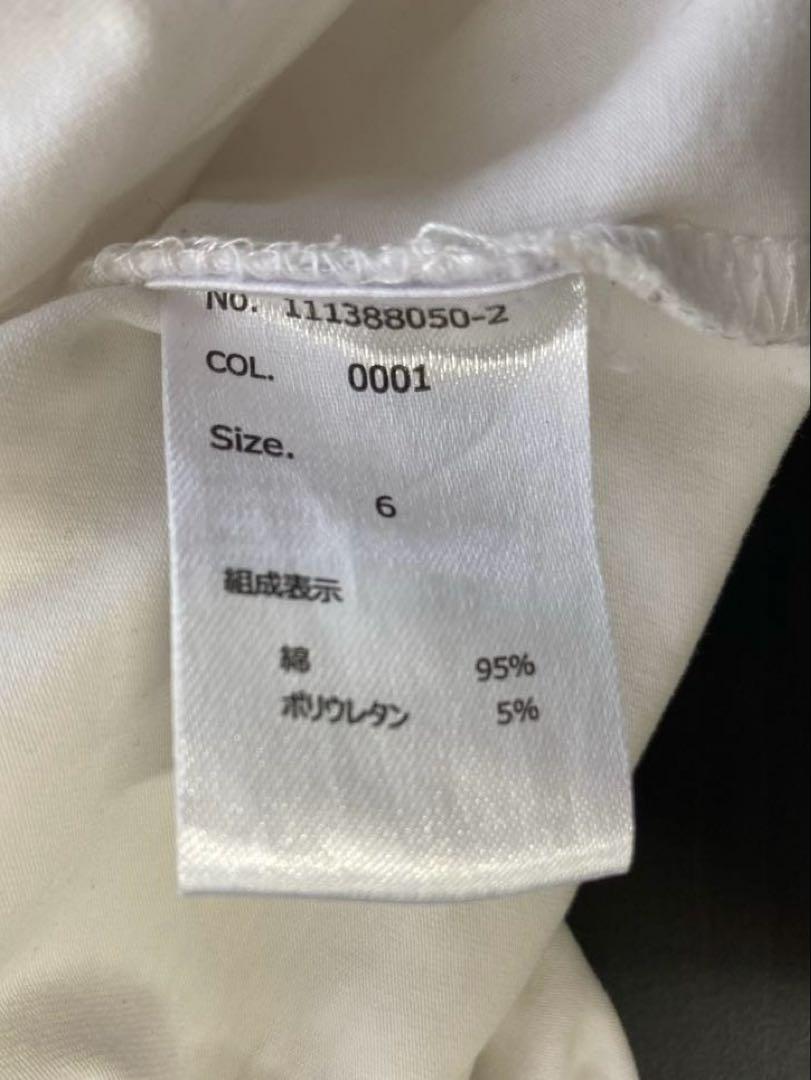 No. 111388050-2
COL. 0001
Size.
6
組成表示
綿 95%
ポリウレタン 5%